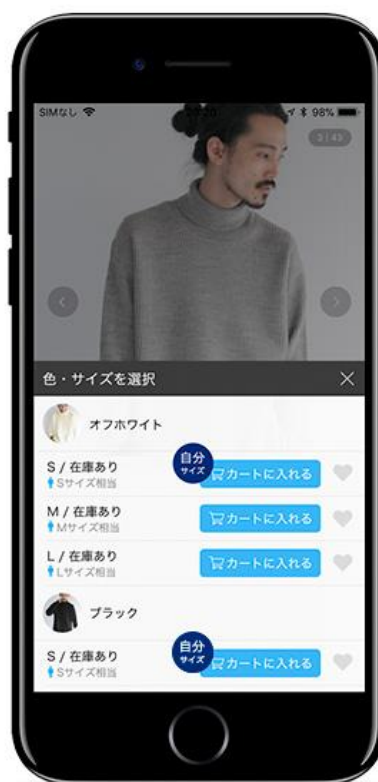 SIMなし
98%
3 | 43
色・サイズを選択
オフホワイト
S / 在庫あり
Sサイズ相当
自分
サイズ
カートに入れる
M / 在庫あり
Mサイズ相当
カートに入れる
L / 在庫あり
Lサイズ相当
カートに入れる
ブラック
S / 在庫あり
Sサイズ相当
自分
サイズ
カートに入れる